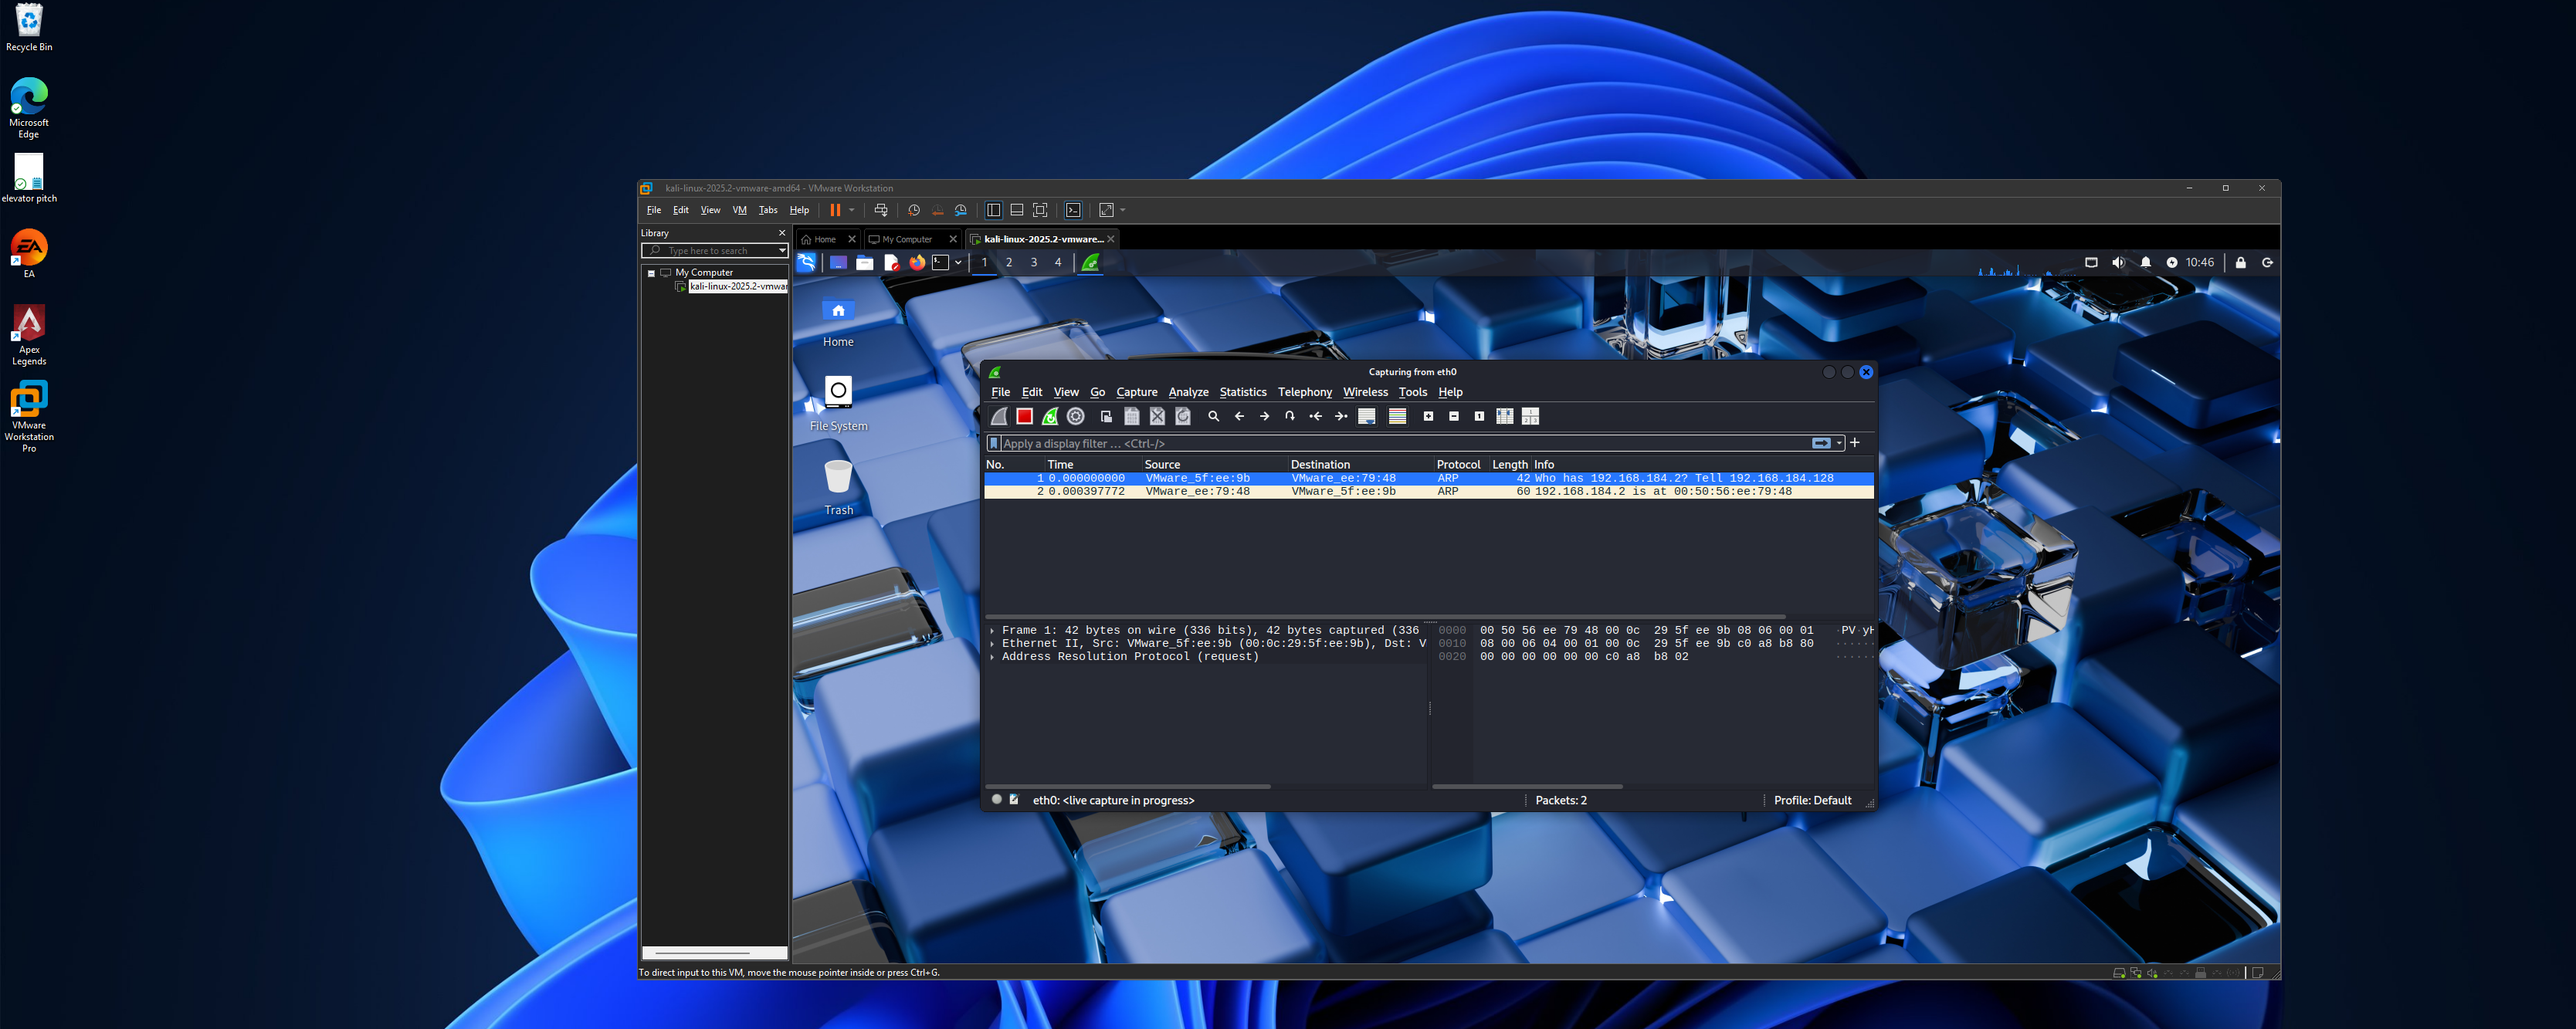 Recycle Bin
Microsoft
Edge
elevator pitch
EA
Apex
Legends
VMware
Workstation
Pro
kali-linux-2025.2-vmware-amd64 - VMware Workstation
File Edit View VM Tabs Help
Library
Type here to search
My Computer
kali-linux-2025.2-vmwar
Home My Computer kali-linux-2025.2-vmware...
1 2 3 4
10:46
Home
File System
Trash
Capturing from eth0
File Edit View Go Capture Analyze Statistics Telephony Wireless Tools Help
Apply a display filter ... <Ctrl-/>
No. Time Source Destination Protocol Length Info
1 0.000000000 VMware_5f:ee:9b VMware_ee:79:48 ARP 42 Who has 192.168.184.2? Tell 192.168.184.128
2 0.000397772 VMware_ee:79:48 VMware_5f:ee:9b ARP 60 192.168.184.2 is at 00:50:56:ee:79:48
Frame 1: 42 bytes on wire (336 bits), 42 bytes captured (336
Ethernet II, Src: VMware_5f:ee:9b (00:0c:29:5f:ee:9b), Dst: V
Address Resolution Protocol (request)
0000 00 50 56 ee 79 48 00 0c 29 5f ee 9b 08 06 00 01 ·PV·yH
0010 08 00 06 04 00 01 00 0c 29 5f ee 9b c0 a8 b8 80 ······
0020 00 00 00 00 00 00 c0 a8 b8 02 ······
eth0: <live capture in progress>
Packets: 2
Profile: Default
To direct input to this VM, move the mouse pointer inside or press Ctrl+G.